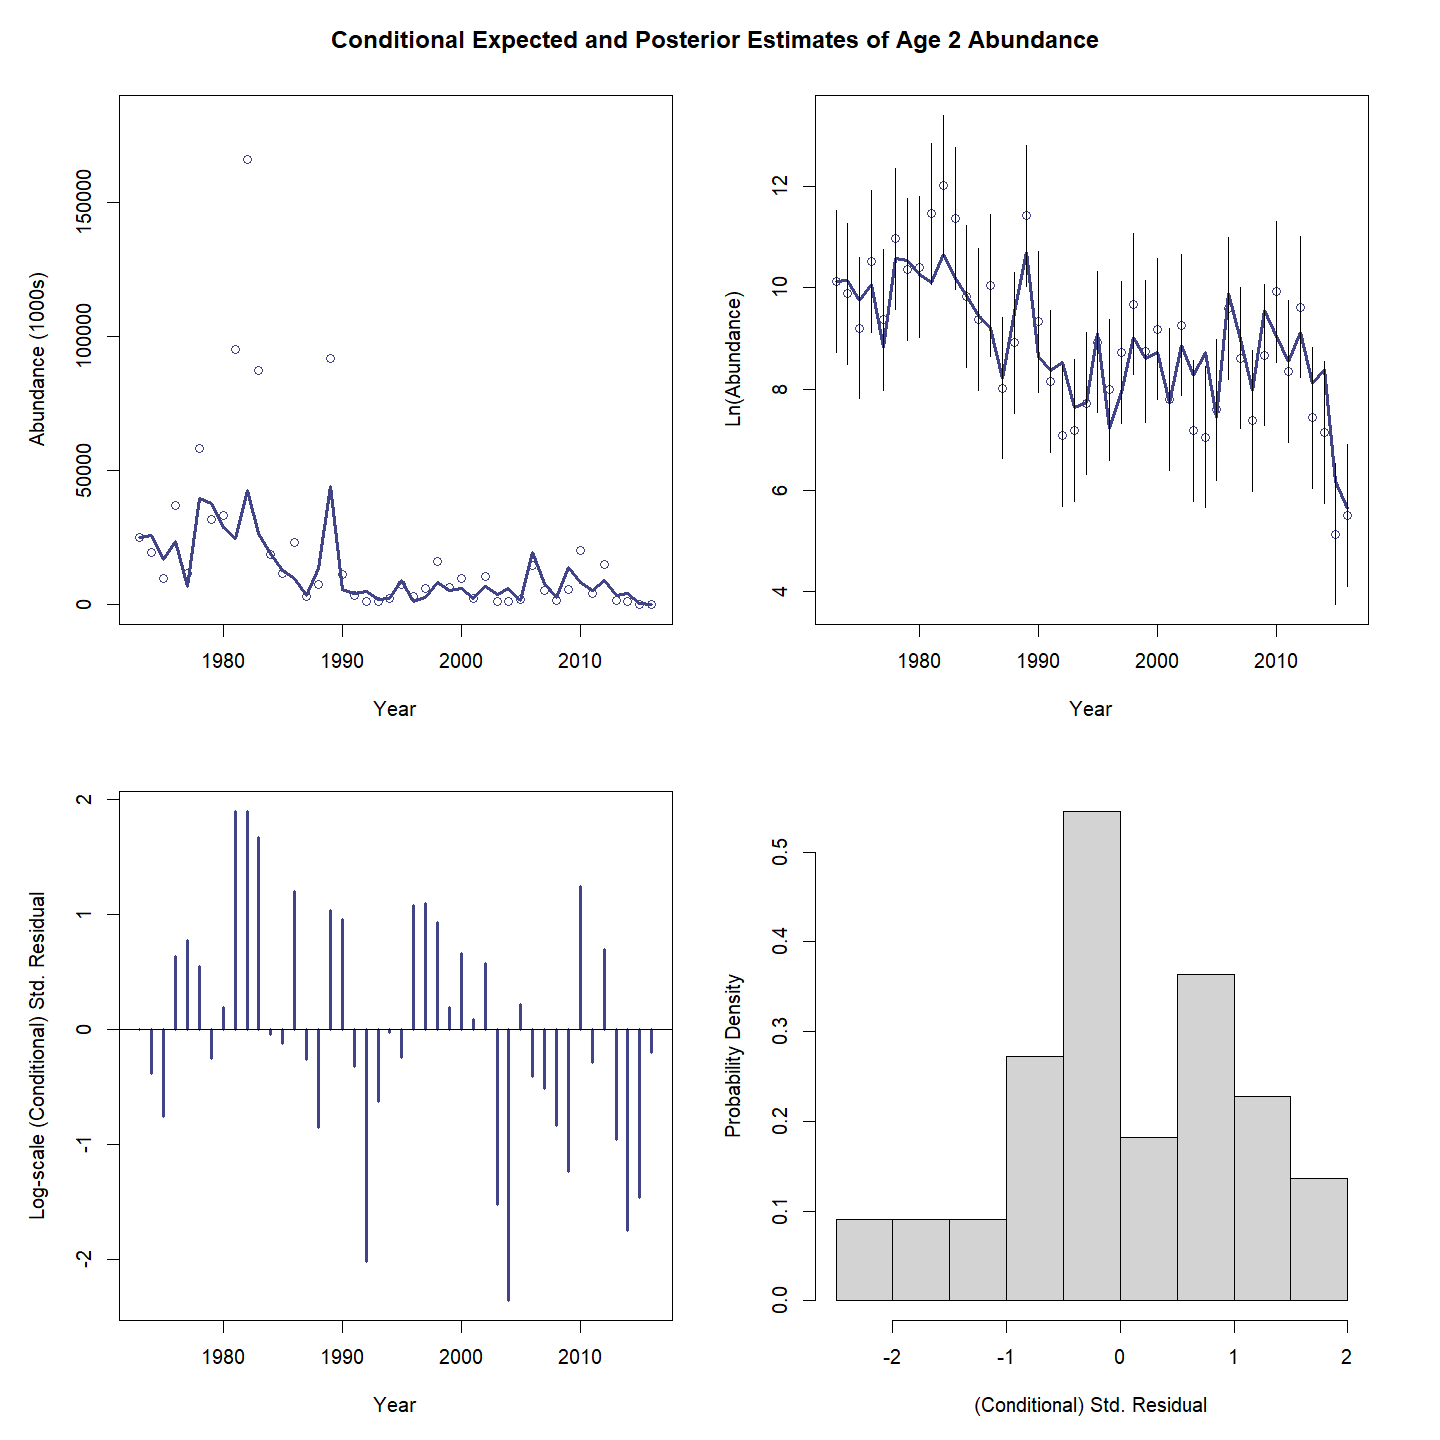 Conditional Expected and Posterior Estimates of Age 2 Abundance
Abundance (1000s)
150000
100000
50000
0
1980 1990 2000 2010
Year
Ln(Abundance)
12
10
8
6
4
1980 1990 2000 2010
Year
Log-scale (Conditional) Std. Residual
2
1
0
-1
-2
1980 1990 2000 2010
Year
Probability Density
0.5
0.4
0.3
0.2
0.1
0.0
-2 -1 0 1 2
(Conditional) Std. Residual